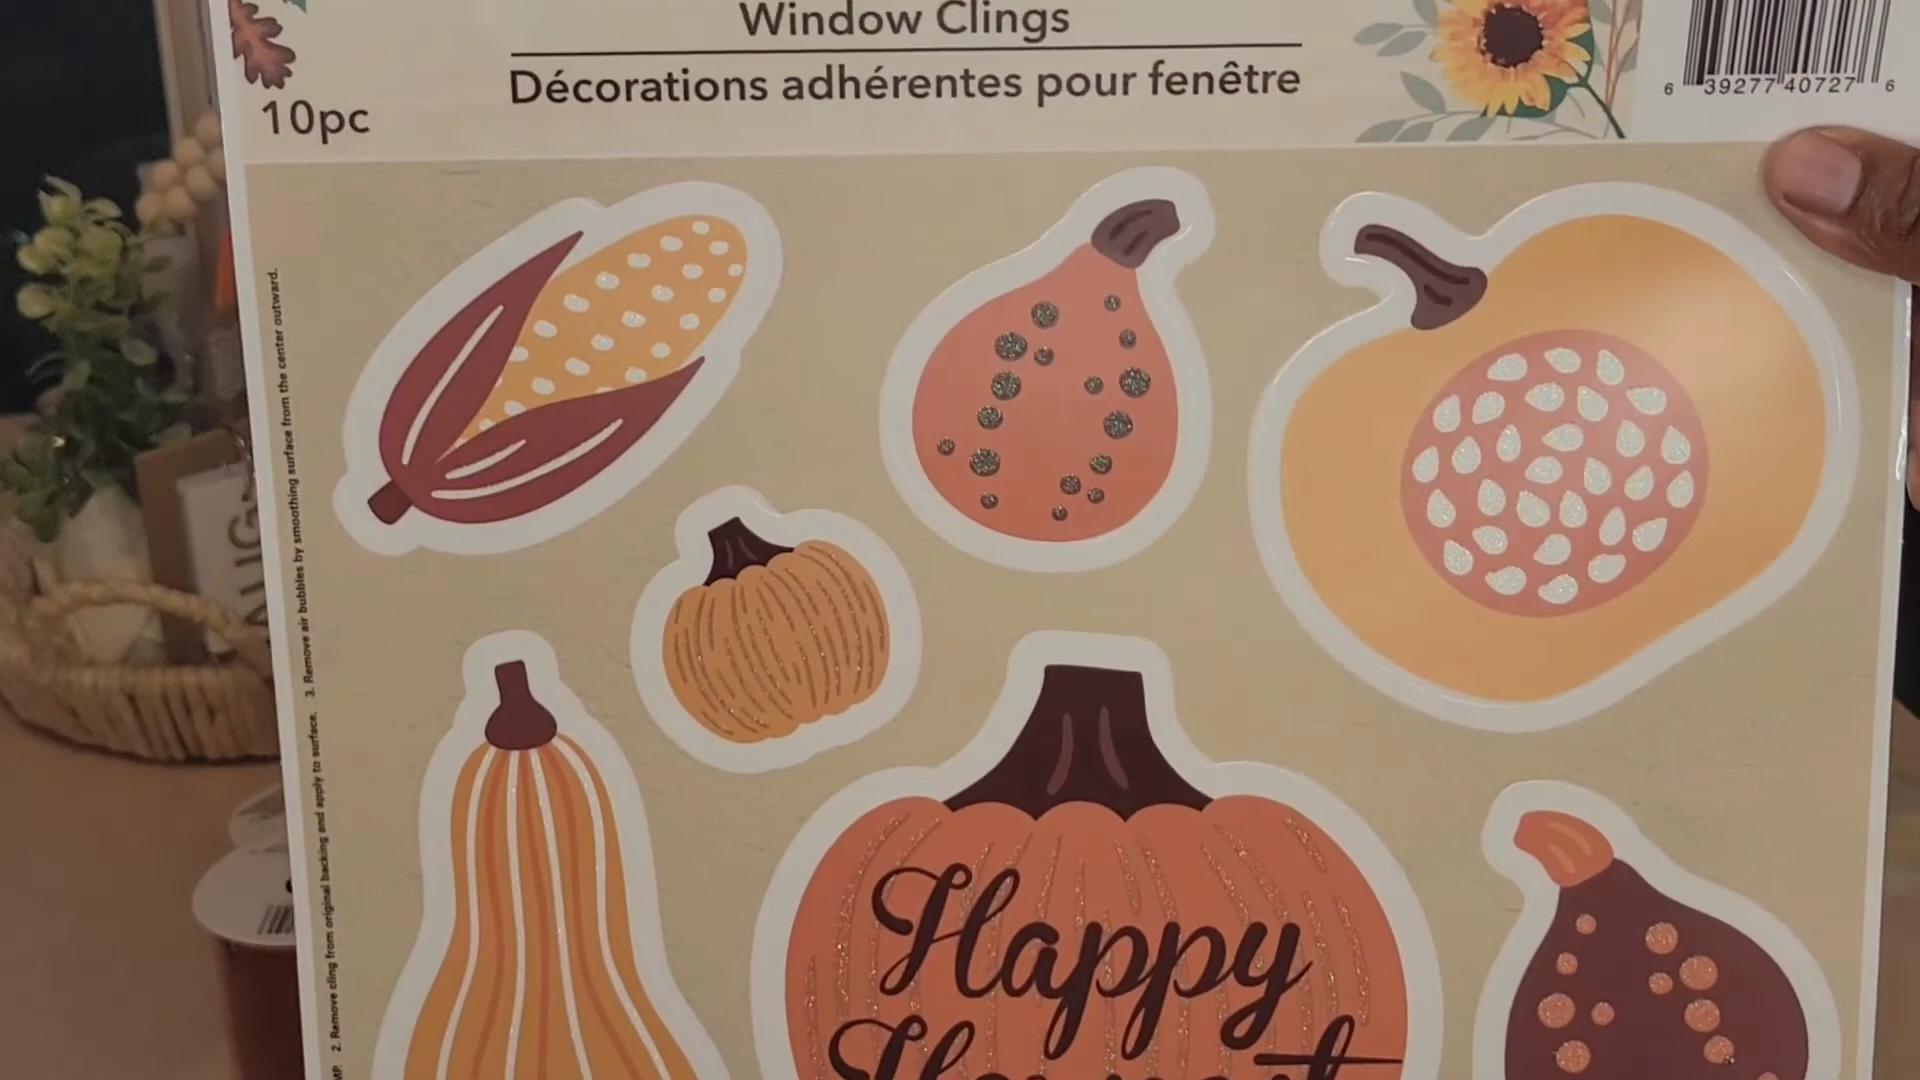 Window Clings
Décorations adhérentes pour fenêtre
10pc
6 39277 40727 6
2. Remove cling from original backing and apply to surface. 3. Remove air bubbles by smoothing surface from the center outward.
Happy
Harvest